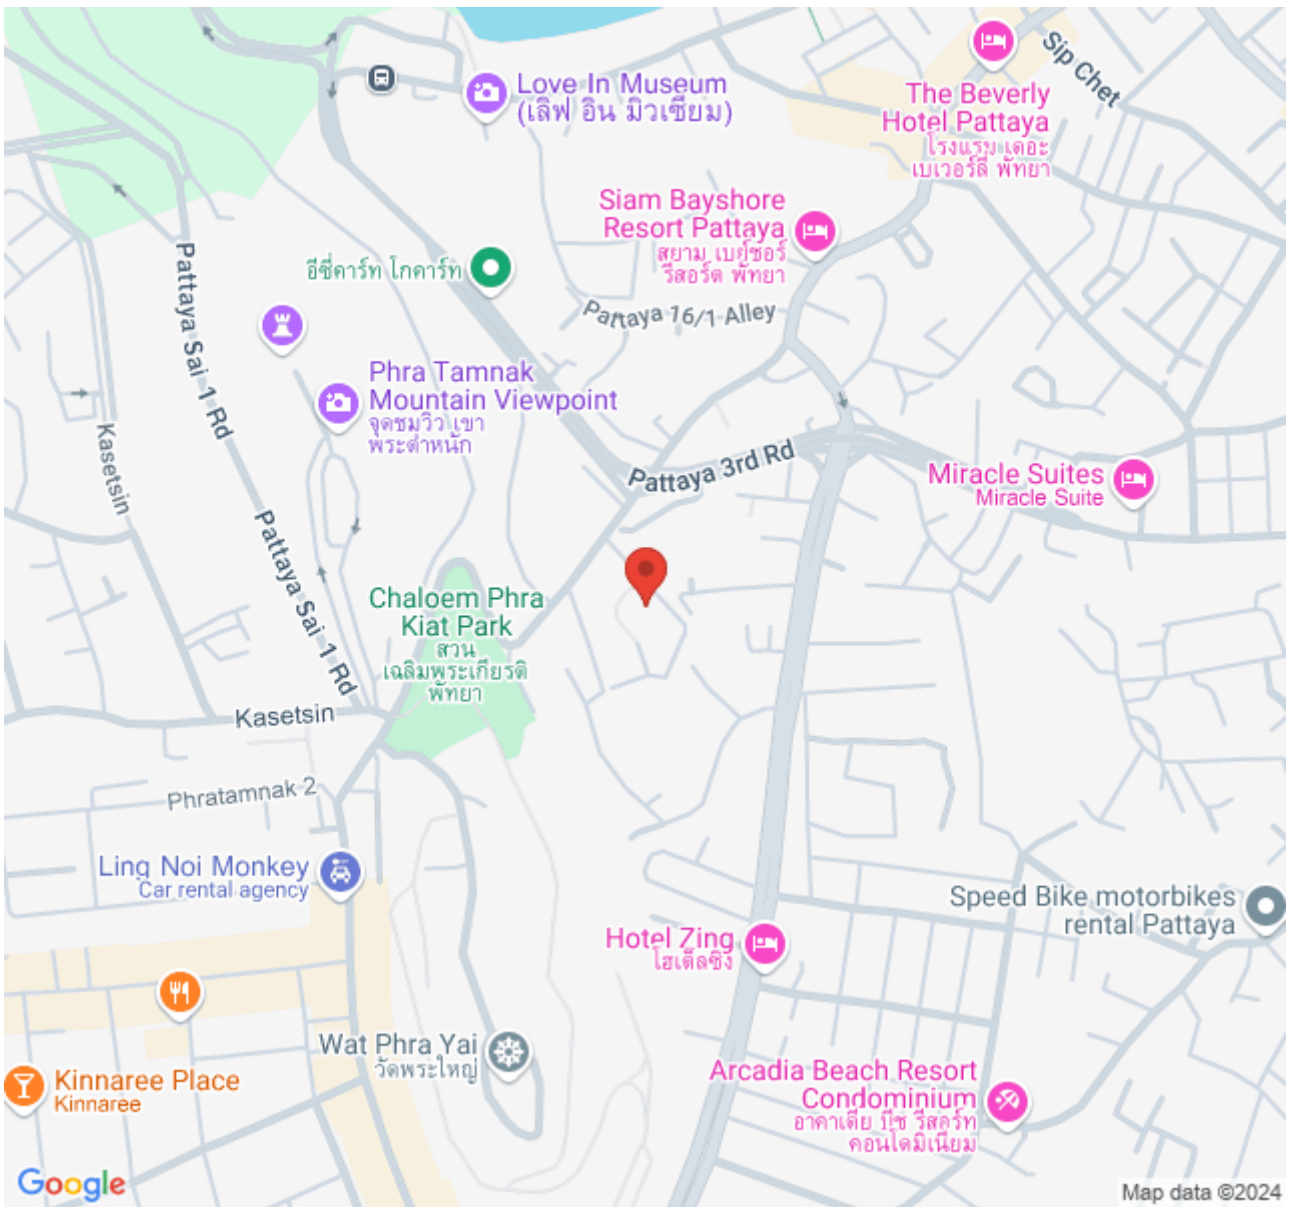 Sip Chet
Love In Museum
(เลิฟ อิน มิวเซียม)
The Beverly
Hotel Pattaya
โรงแรม เดอะ
เบเวอร์ลี่ พัทยา
Siam Bayshore
Resort Pattaya
สยาม เบย์ชอร์
รีสอร์ต พัทยา
Pattaya Sai 1 Rd
อีซี่คาร์ท โกคาร์ท
Pattaya 16/1 Alley
Phra Tamnak
Mountain Viewpoint
จุดชมวิว เขา
พระตำหนัก
Kasetsin
Pattaya 3rd Rd
Miracle Suites
Miracle Suite
Pattaya Sai 1 Rd
Chaloem Phra
Kiat Park
สวน
เฉลิมพระเกียรติ
พัทยา
Kasetsin
Phratamnak 2
Ling Noi Monkey
Car rental agency
Speed Bike motorbikes
rental Pattaya
Hotel Zing
โฮเต็ลซิง
Wat Phra Yai
วัดพระใหญ่
Kinnaree Place
Kinnaree
Arcadia Beach Resort
Condominium
อาคาเดีย บีช รีสอร์ท
คอนโดมิเนียม
Google
Map data ©2024